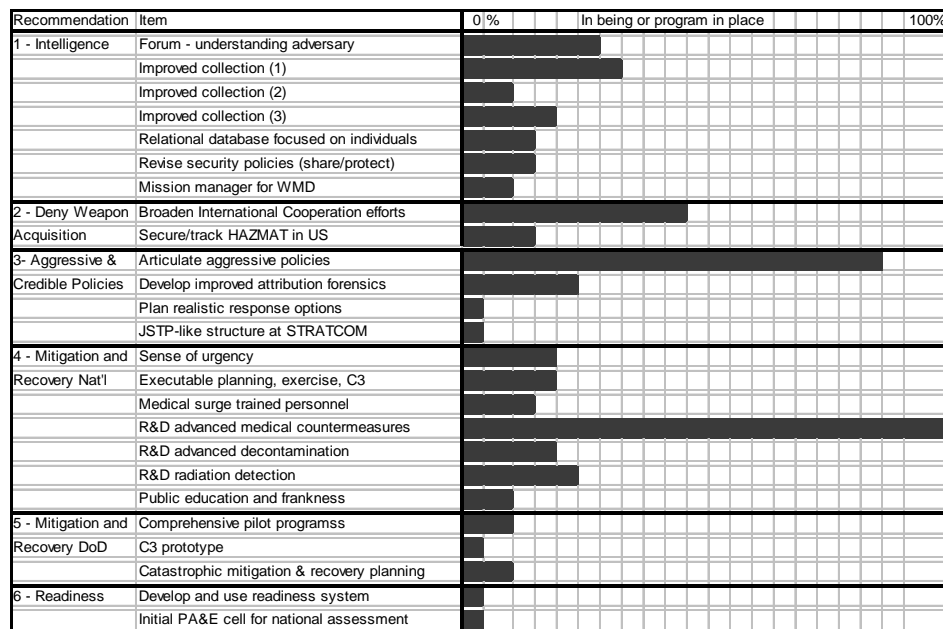 Recommendation Item 0 % In being or program in place 100%
1 - Intelligence Forum - understanding adversary
Improved collection (1)
Improved collection (2)
Improved collection (3)
Relational database focused on individuals
Revise security policies (share/protect)
Mission manager for WMD
2 - Deny Weapon Broaden International Cooperation efforts
Acquisition Secure/track HAZMAT in US
3- Aggressive & Articulate aggressive policies
Credible Policies Develop improved attribution forensics
Plan realistic response options
JSTP-like structure at STRATCOM
4 - Mitigation and Sense of urgency
Recovery Nat'l Executable planning, exercise, C3
Medical surge trained personnel
R&D advanced medical countermeasures
R&D advanced decontamination
R&D radiation detection
Public education and frankness
5 - Mitigation and Comprehensive pilot programss
Recovery DoD C3 prototype
Catastrophic mitigation & recovery planning
6 - Readiness Develop and use readiness system
Initial PA&E cell for national assessment